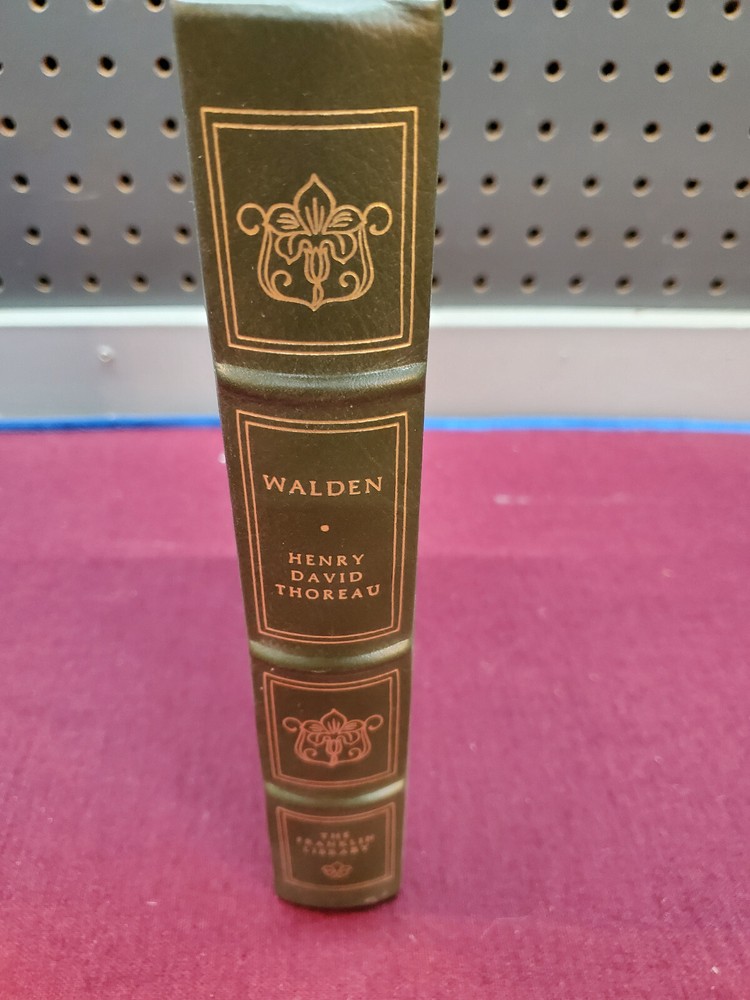 WALDEN
HENRY
DAVID
THOREAU
THE
FRANKLIN
LIBRARY